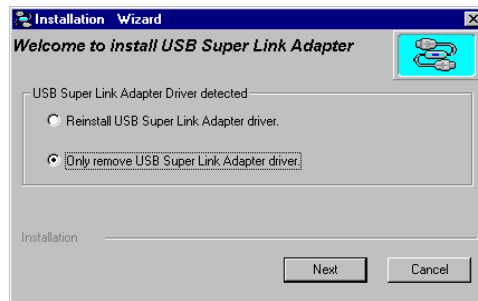 Installation Wizard
Welcome to install USB Super Link Adapter
USB Super Link Adapter Driver detected
Reinstall USB Super Link Adapter driver.
Only remove USB Super Link Adapter driver.
Installation
Next Cancel